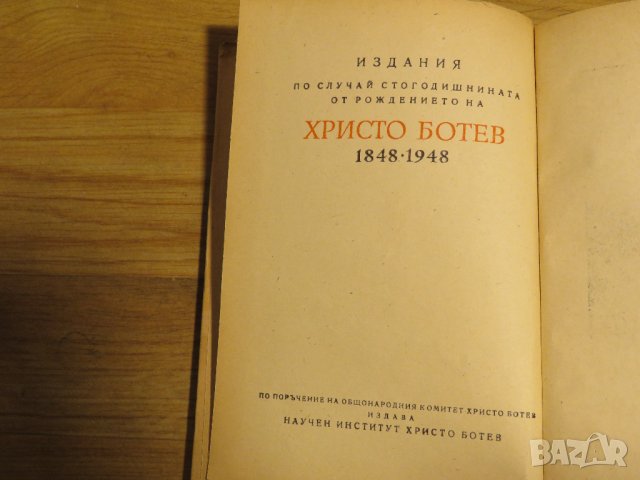 ИЗДАНИЯ
ПО СЛУЧАЙ СТОГОДИШНИНАТА
ОТ РОЖДЕНИЕТО НА
ХРИСТО БОТЕВ
1848·1948
ПО ПОРЪЧЕНИЕ НА ОБЩОНАРОДНИЯ КОМИТЕТ ХРИСТО БОТЕВ
ИЗДАВА
НАУЧЕН ИНСТИТУТ ХРИСТО БОТЕВ
BAZAR